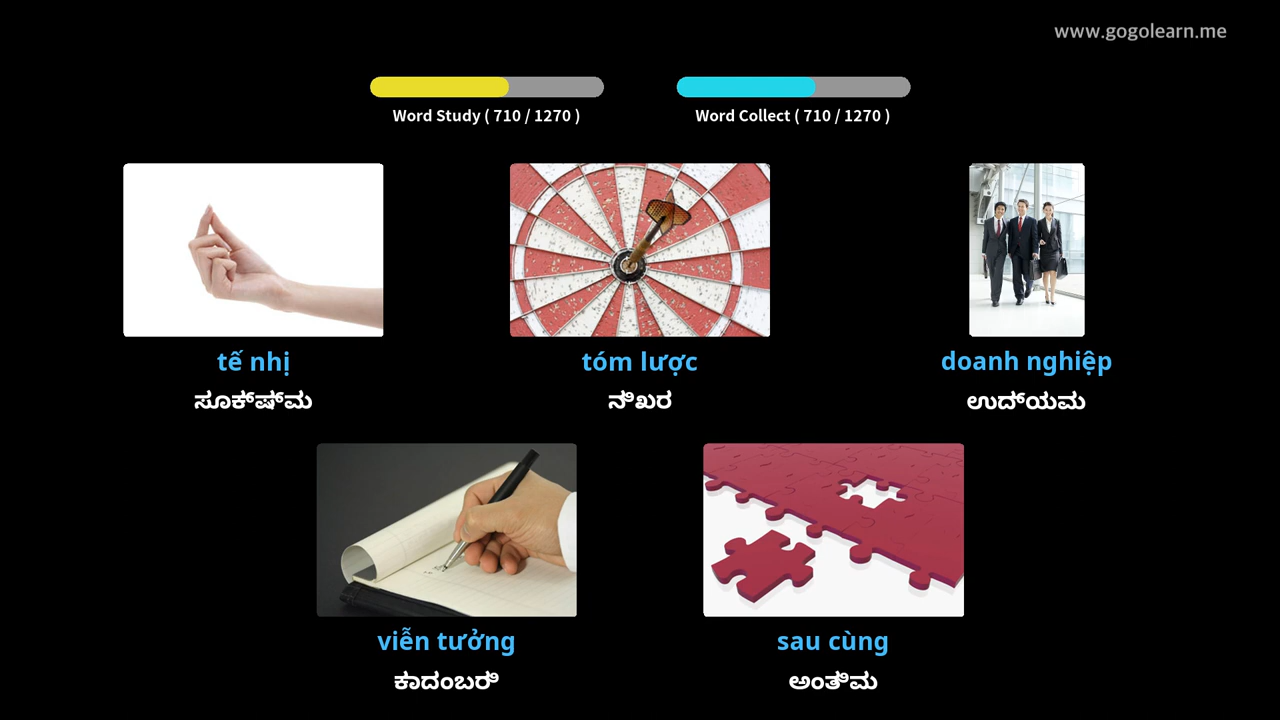 www.gogolearn.me
Word Study ( 710 / 1270 )
Word Collect ( 710 / 1270 )
tế nhị
ಸೂಕ್ಷ್ಮ
tóm lược
ನಿಖರ
doanh nghiệp
ಉದ್ಯಮ
viễn tưởng
ಕಾದಂಬರಿ
sau cùng
ಅಂತಿಮ